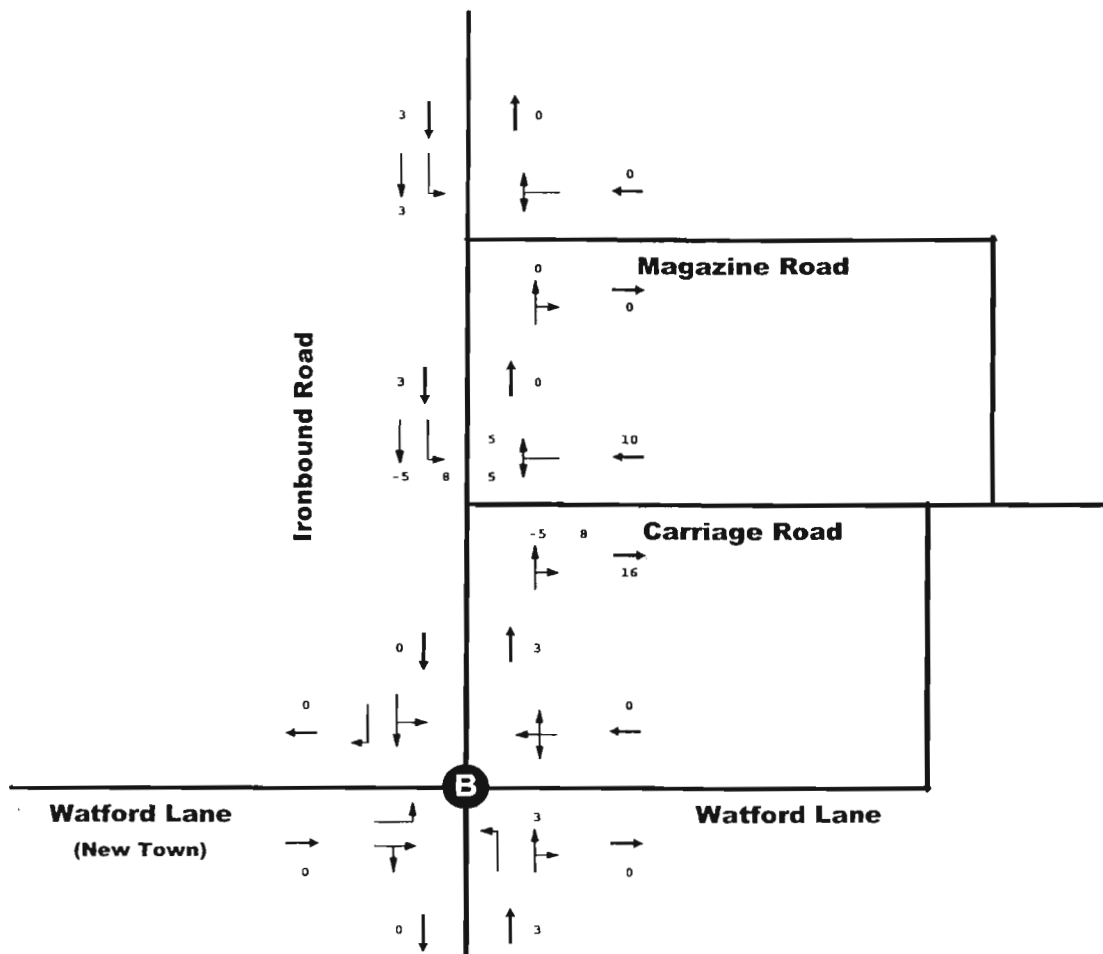 3 0
0
3
Magazine Road
0
0
Ironbound Road
3 0
5 10
-5 8 5
Carriage Road
-5 8
16
0 3
0 0
B
Watford Lane
(New Town)
Watford Lane
3
0 0
0 3